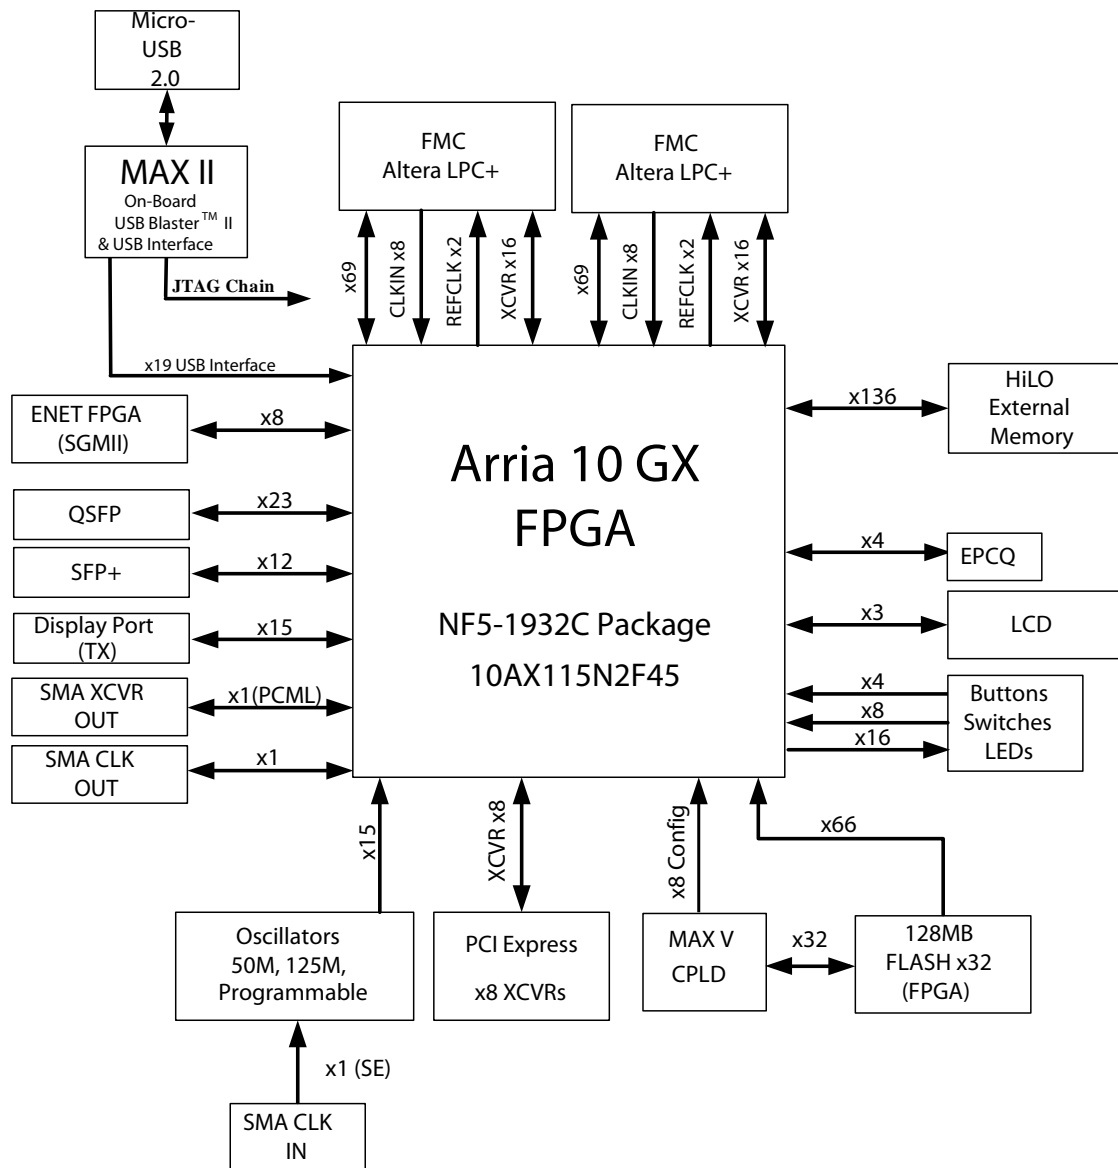 Micro-
USB
2.0
MAX II
On-Board
USB Blaster™ II
& USB Interface
JTAG Chain
x19 USB Interface
FMC
Altera LPC+
x69
CLKIN x8
REFCLK x2
XCVR x16
FMC
Altera LPC+
x69
CLKIN x8
REFCLK x2
XCVR x16
ENET FPGA
(SGMII)
x8
QSFP
x23
SFP+
x12
Display Port
(TX)
x15
SMA XCVR
OUT
x1(PCML)
SMA CLK
OUT
x1
Arria 10 GX
FPGA
NF5-1932C Package
10AX115N2F45
x136
HiLO
External
Memory
x4
EPCQ
x3
LCD
x4
x8
x16
Buttons
Switches
LEDs
x15
XCVR x8
x8 Config
x66
Oscillators
50M, 125M,
Programmable
PCI Express
x8 XCVRs
MAX V
CPLD
x32
128MB
FLASH x32
(FPGA)
x1 (SE)
SMA CLK
IN